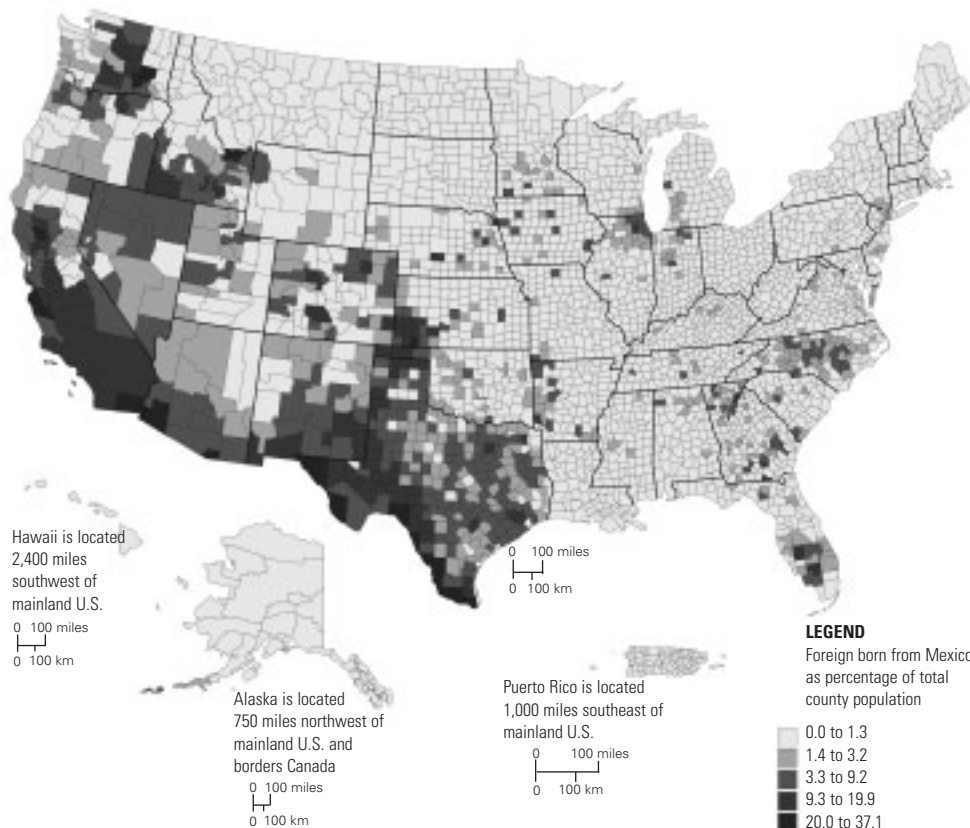 Hawaii is located
2,400 miles
southwest of
mainland U.S.
0 100 miles
0 100 km
Alaska is located
750 miles northwest of
mainland U.S. and
borders Canada
0 100 miles
0 100 km
0 100 miles
0 100 km
Puerto Rico is located
1,000 miles southeast of
mainland U.S.
0 100 miles
0 100 km
LEGEND
Foreign born from Mexico
as percentage of total
county population
0.0 to 1.3
1.4 to 3.2
3.3 to 9.2
9.3 to 19.9
20.0 to 37.1